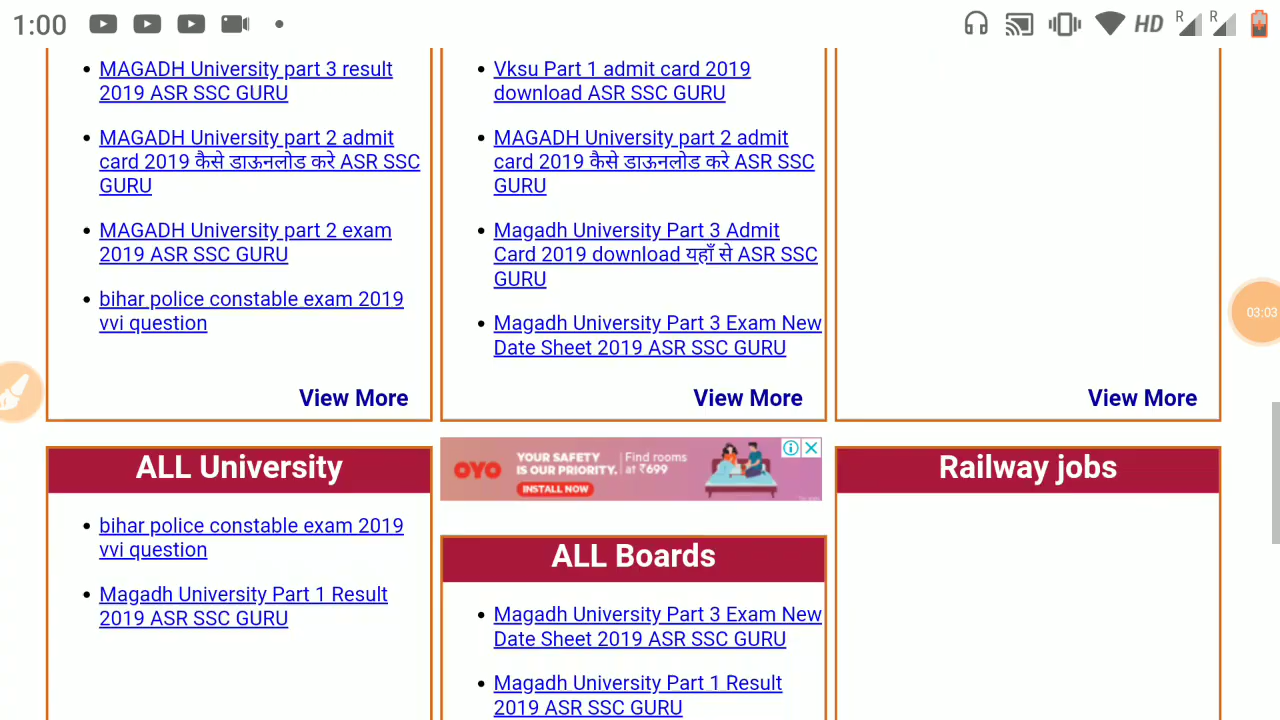 1:00
HD
R
R
MAGADH University part 3 result
2019 ASR SSC GURU
MAGADH University part 2 admit
card 2019 कैसे डाऊनलोड करे ASR SSC
GURU
MAGADH University part 2 exam
2019 ASR SSC GURU
bihar police constable exam 2019
vvi question
View More
Vksu Part 1 admit card 2019
download ASR SSC GURU
MAGADH University part 2 admit
card 2019 कैसे डाऊनलोड करे ASR SSC
GURU
Magadh University Part 3 Admit
Card 2019 download यहाँ से ASR SSC
GURU
Magadh University Part 3 Exam New
Date Sheet 2019 ASR SSC GURU
View More
View More
03:03
ALL University
bihar police constable exam 2019
vvi question
Magadh University Part 1 Result
2019 ASR SSC GURU
OYO
YOUR SAFETY
IS OUR PRIORITY.
INSTALL NOW
Find rooms
at ₹699
ALL Boards
Magadh University Part 3 Exam New
Date Sheet 2019 ASR SSC GURU
Magadh University Part 1 Result
2019 ASR SSC GURU
Railway jobs